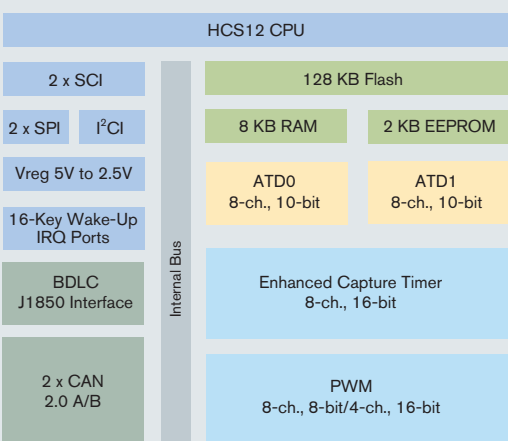 HCS12 CPU
2 x SCI
128 KB Flash
2 x SPI
I²CI
8 KB RAM
2 KB EEPROM
Vreg 5V to 2.5V
ATD0
8-ch., 10-bit
ATD1
8-ch., 10-bit
16-Key Wake-Up
IRQ Ports
Internal Bus
BDLC
J1850 Interface
Enhanced Capture Timer
8-ch., 16-bit
2 x CAN
2.0 A/B
PWM
8-ch., 8-bit/4-ch., 16-bit